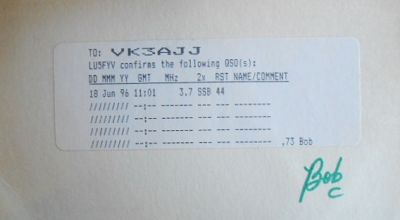 TO: VK3AJJ
LU5FYV confirms the following QSO(s):
DD MMM YY GMT MHz 2x RST NAME/COMMENT
18 Jun 96 11:01 3.7 SSB 44
///////// --:-- ------- --- --- --------
///////// --:-- ------- --- --- --------
///////// --:-- ------- --- --- --------
///////// --:-- ------- --- --- -------- ,73 Bob
Bob
C